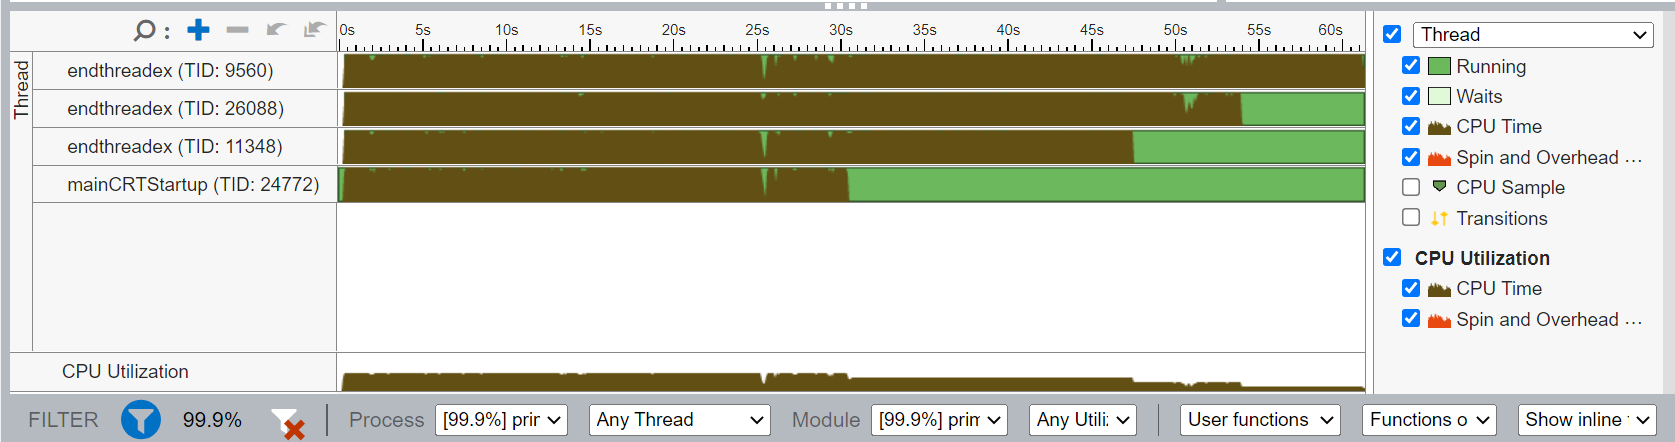 0s 5s 10s 15s 20s 25s 30s 35s 40s 45s 50s 55s 60s
Thread
endthreadex (TID: 9560)
endthreadex (TID: 26088)
endthreadex (TID: 11348)
mainCRTStartup (TID: 24772)
CPU Utilization
Thread
Running
Waits
CPU Time
Spin and Overhead ...
CPU Sample
Transitions
CPU Utilization
CPU Time
Spin and Overhead ...
FILTER 99.9% Process [99.9%] prir Any Thread Module [99.9%] prim Any Utiliz User functions Functions o Show inline